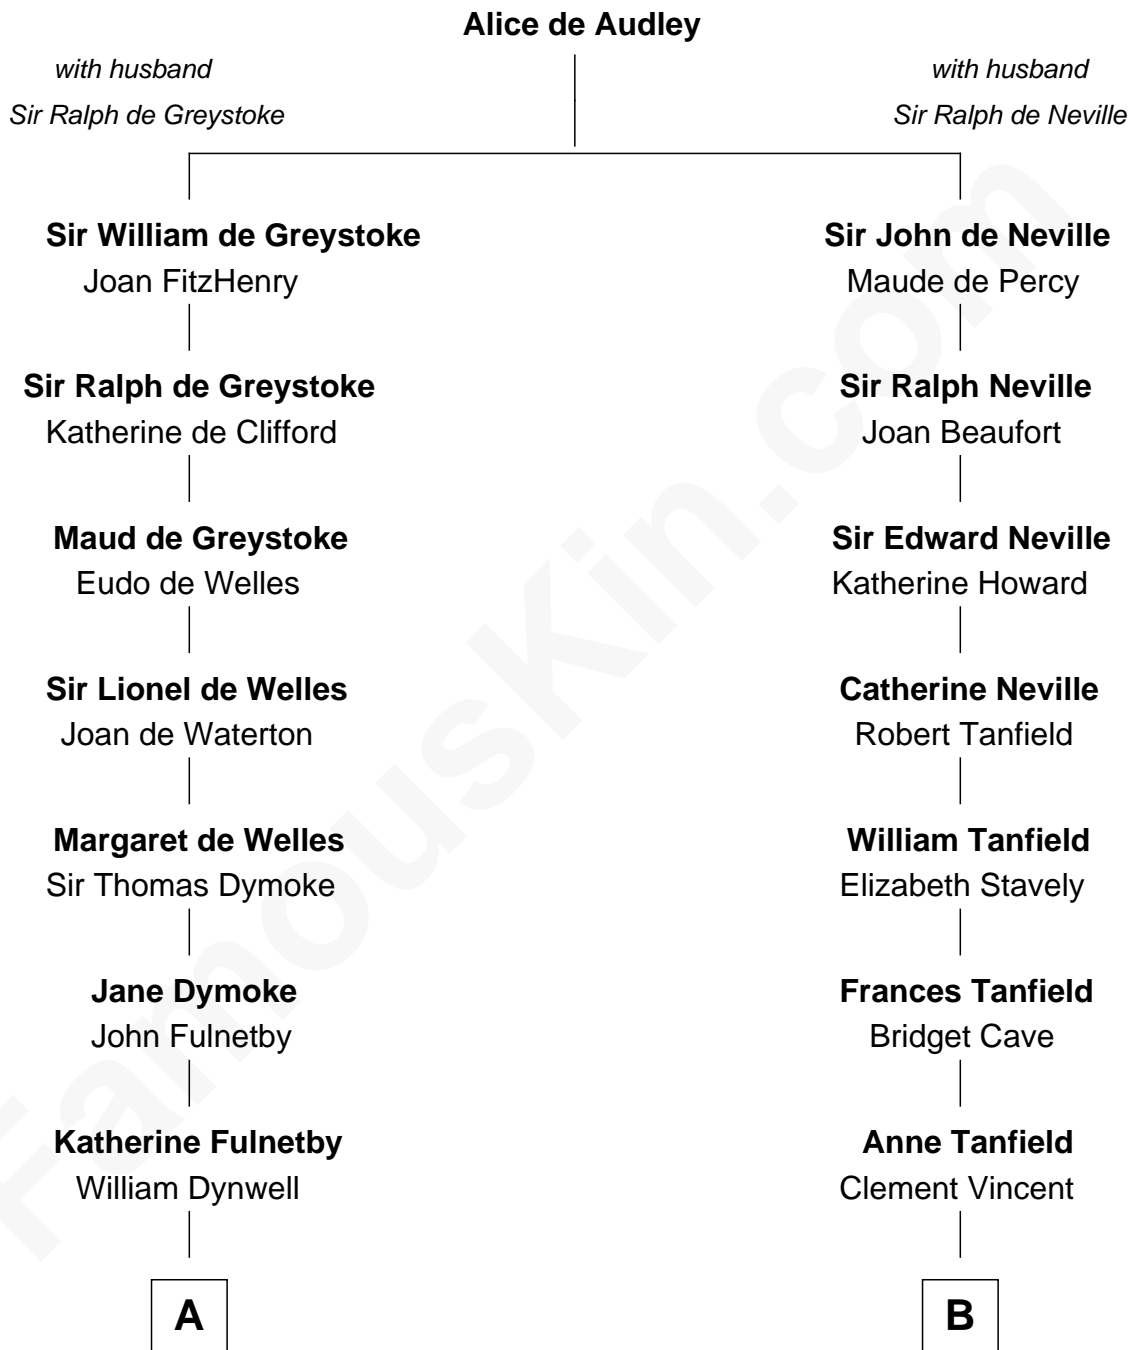 Alice de Audley
with husband
Sir Ralph de Greystoke
with husband
Sir Ralph de Neville
Sir William de Greystoke
Joan FitzHenry
Sir Ralph de Greystoke
Katherine de Clifford
Maud de Greystoke
Eudo de Welles
Sir Lionel de Welles
Joan de Waterton
Margaret de Welles
Sir Thomas Dymoke
Jane Dymoke
John Fulnetby
Katherine Fulnetby
William Dynwell
A
Sir John de Neville
Maude de Percy
Sir Ralph Neville
Joan Beaufort
Sir Edward Neville
Katherine Howard
Catherine Neville
Robert Tanfield
William Tanfield
Elizabeth Stavely
Frances Tanfield
Bridget Cave
Anne Tanfield
Clement Vincent
B
FamousKin.com